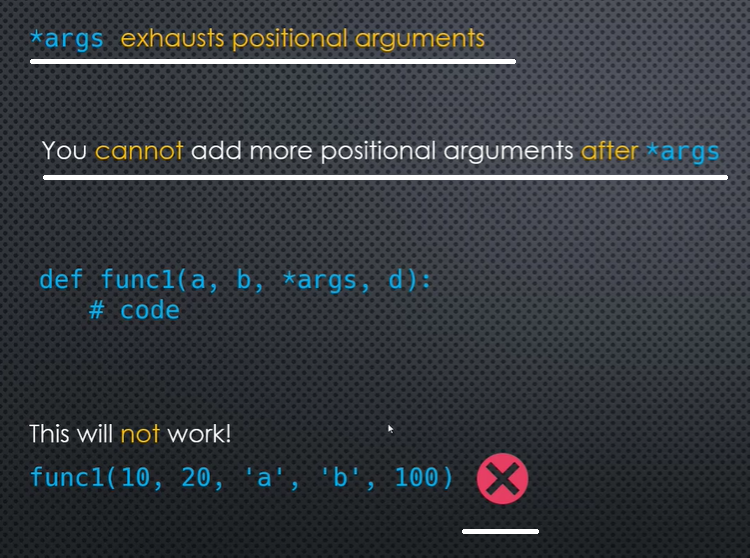 *args exhausts positional arguments
You cannot add more positional arguments after *args
def func1(a, b, *args, d):
# code
This will not work!
func1(10, 20, 'a', 'b', 100)